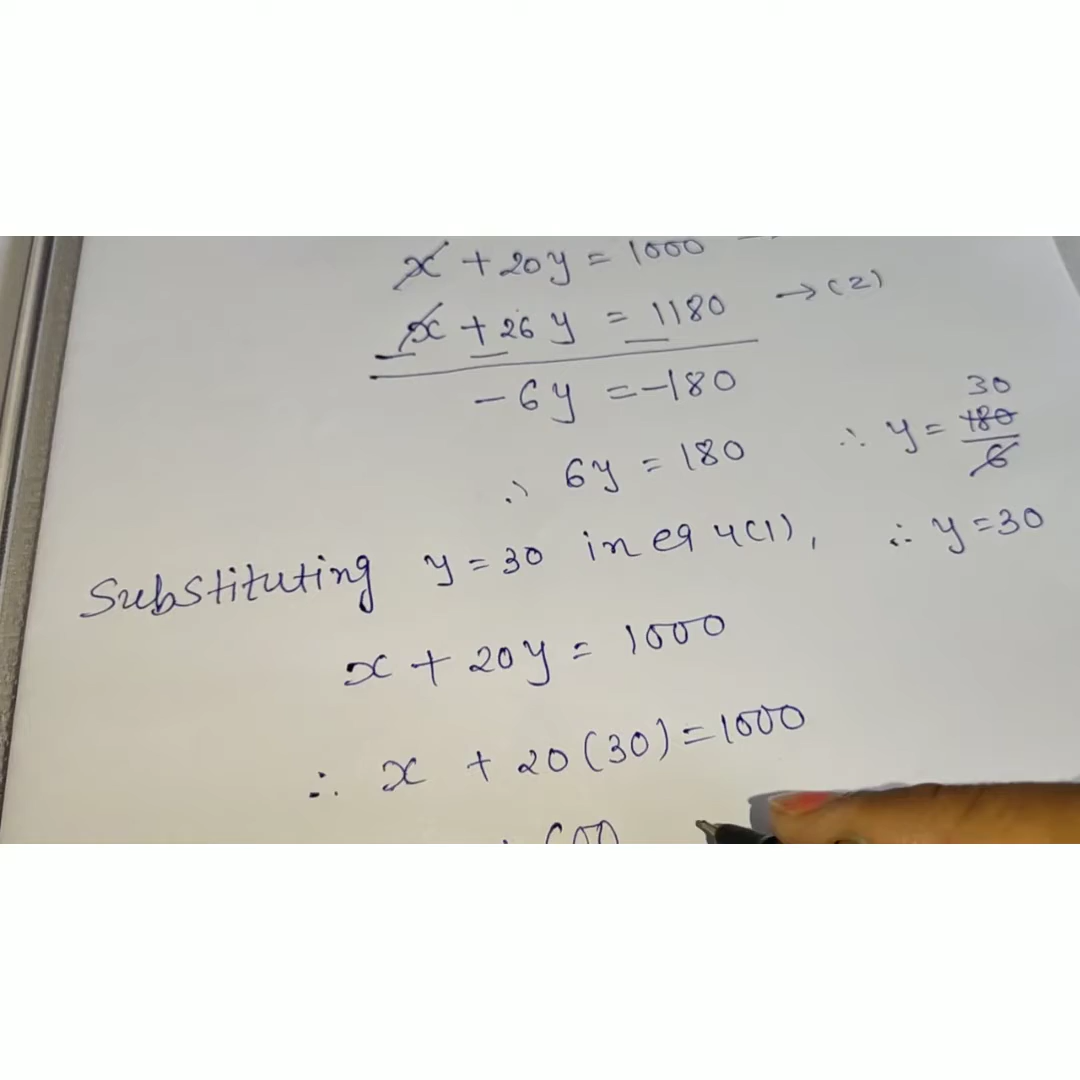 x + 20y = 1000
x + 26y = 1180 → (2)
-6y = -180
∴ 6y = 180 ∴ y = 30 180/6
Substituting y = 30 in eq 4(1), ∴ y = 30
x + 20y = 1000
∴ x + 20(30) = 1000